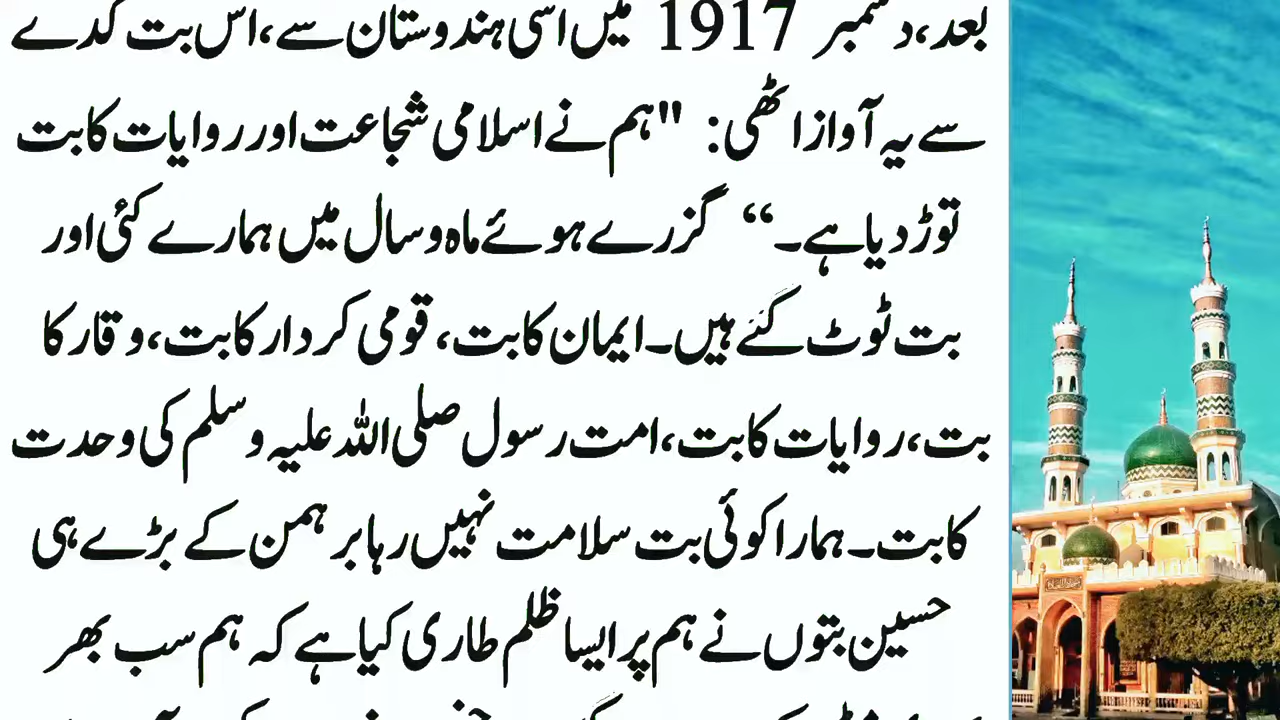 بعد، دسمبر 1917 میں اسی ہندوستان سے، اس بت کدے
سے یہ آواز اٹھی: "ہم نے اسلامی شجاعت اور روایات کا بت
توڑ دیا ہے۔“ گزرے ہوئے ماہ و سال میں ہمارے کئی اور
بت ٹوٹ گئے ہیں۔ ایمان کا بت، قومی کردار کا بت، وقار کا
بت، روایات کا بت، امت رسول صلی اللہ علیہ وسلم کی وحدت
کا بت۔ ہمارا کوئی بت سلامت نہیں رہا برہمن کے بڑے ہی
حسین بتوں نے ہم پر ایسا ظلم طاری کیا ہے کہ ہم سب بھر